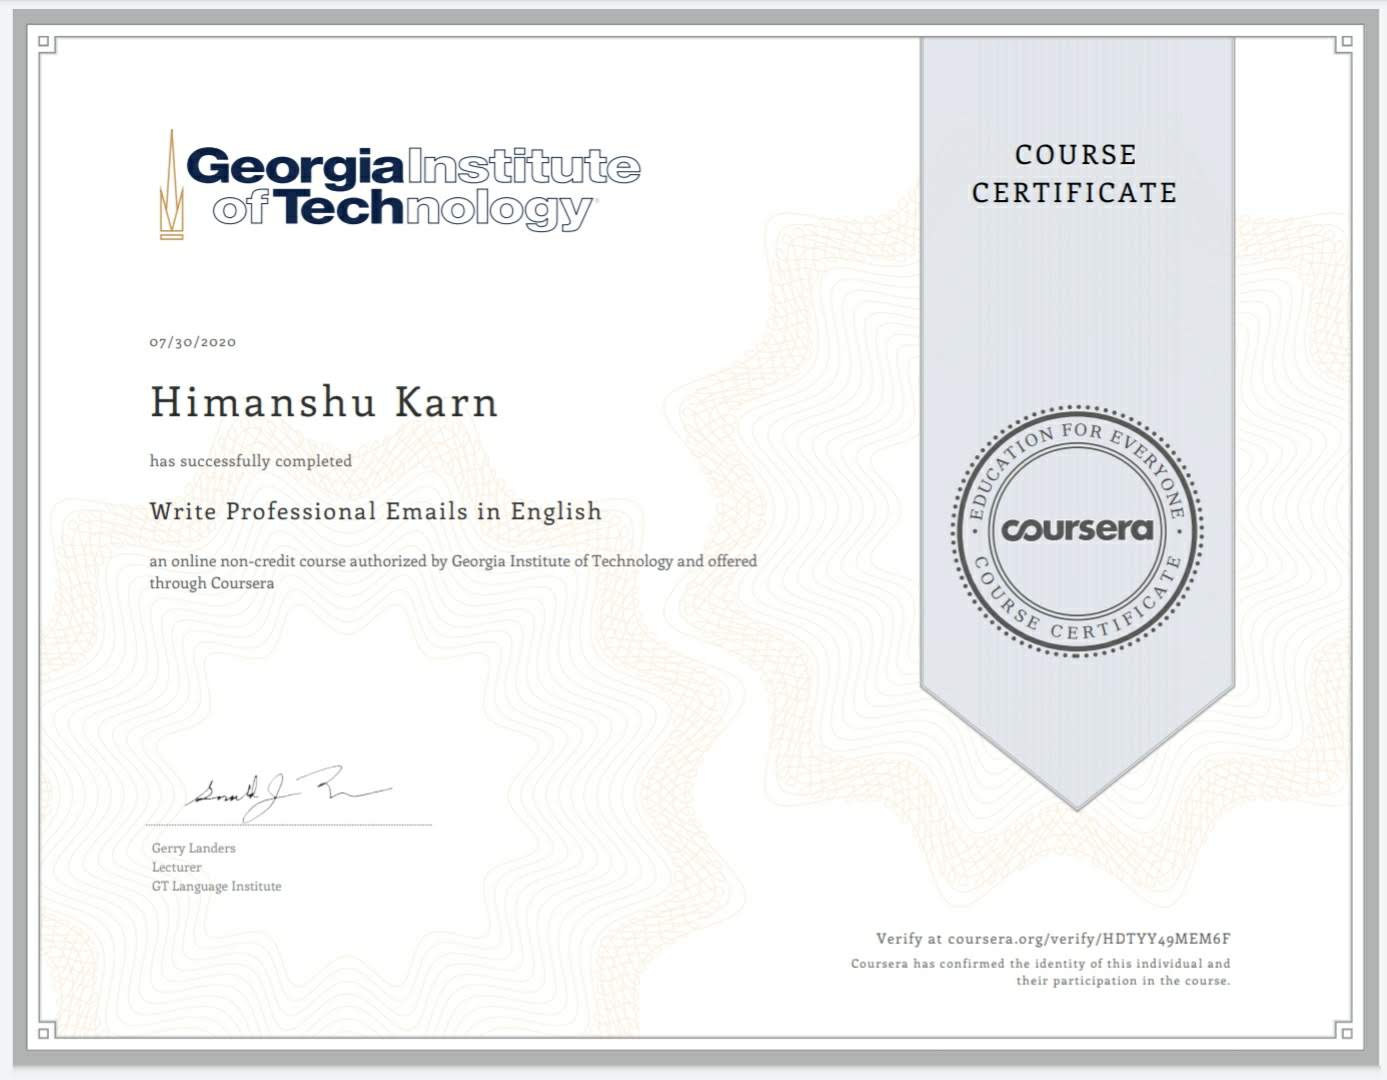 Georgia Institute
of Technology
COURSE
CERTIFICATE
07/30/2020
Himanshu Karn
has successfully completed
Write Professional Emails in English
an online non-credit course authorized by Georgia Institute of Technology and offered
through Coursera
EDUCATION FOR EVERYONE
coursera
COURSE CERTIFICATE
Gerry Landers
Lecturer
GT Language Institute
Verify at coursera.org/verify/HDTYY49MEM6F
Coursera has confirmed the identity of this individual and
their participation in the course.